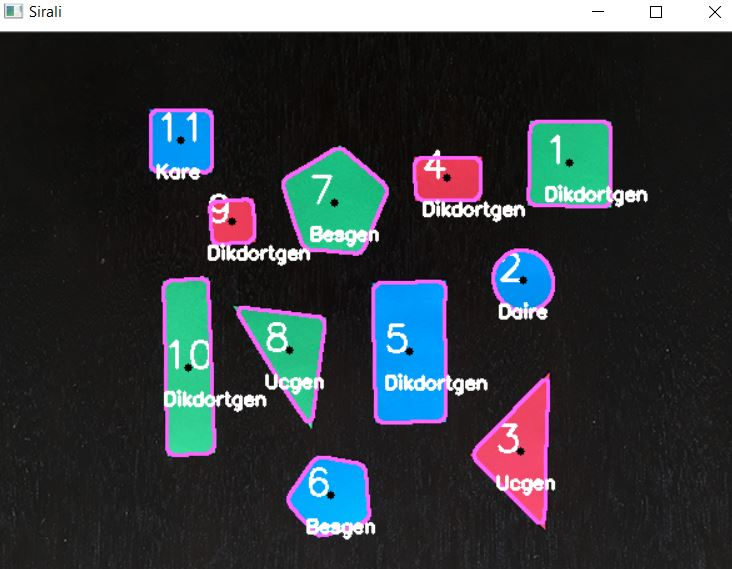 Sirali
11
Kare
9
Dikdortgen
7
Besgen
4
Dikdortgen
1
Dikdortgen
2
Daire
10
Dikdortgen
8
Ucgen
5
Dikdortgen
3
Ucgen
6
Besgen